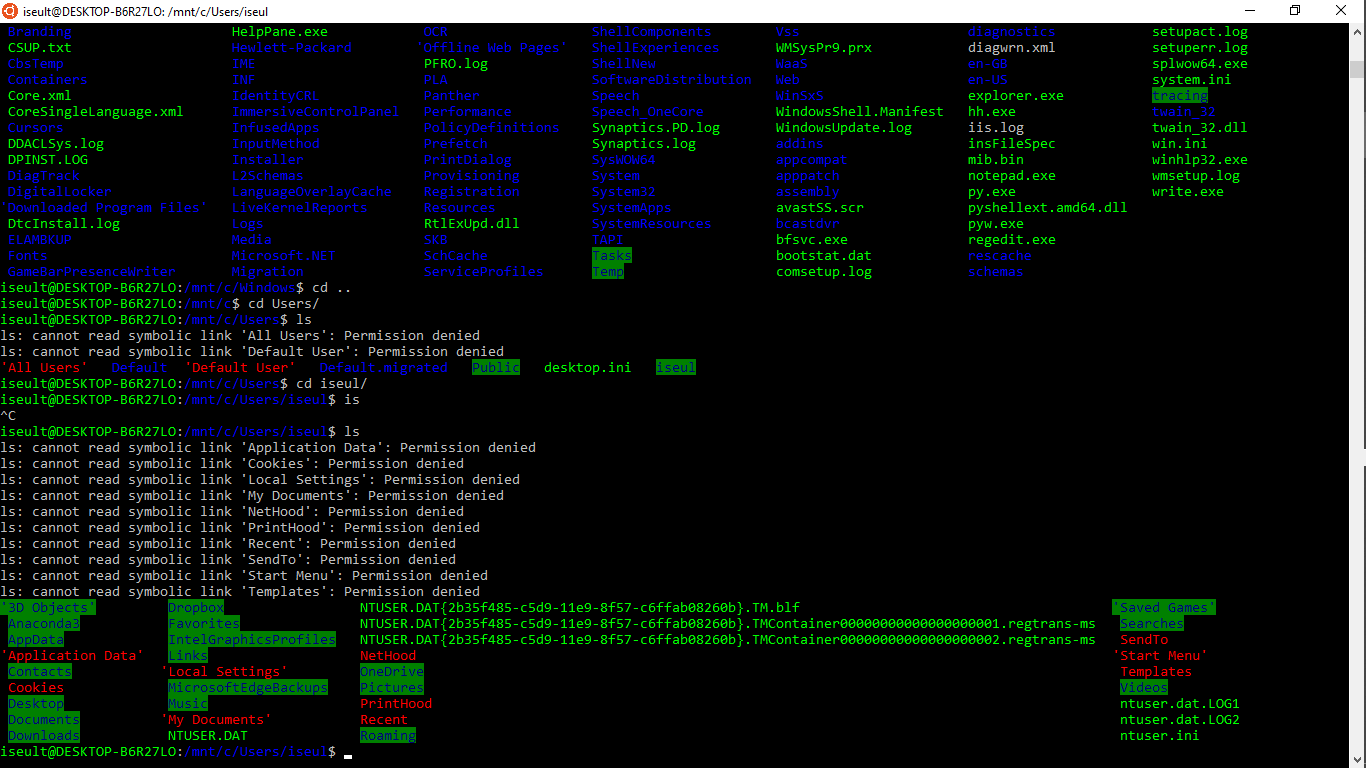 iseult@DESKTOP-B6R27LO: /mnt/c/Users/iseul
Branding HelpPane.exe OCR ShellComponents Vss diagnostics setupact.log
CSUP.txt Hewlett-Packard 'Offline Web Pages' ShellExperiences WMSysPr9.prx diagwrn.xml setuperr.log
CbsTemp IME PFRO.log ShellNew WaaS en-GB splwow64.exe
Containers INF PLA SoftwareDistribution Web en-US system.ini
Core.xml IdentityCRL Panther Speech WinSxS explorer.exe tracing
CoreSingleLanguage.xml ImmersiveControlPanel Performance Speech_OneCore WindowsShell.Manifest hh.exe twain_32
Cursors InfusedApps PolicyDefinitions Synaptics.PD.log WindowsUpdate.log iis.log twain_32.dll
DDACLSys.log InputMethod Prefetch Synaptics.log addins insFileSpec win.ini
DPINST.LOG Installer PrintDialog SysWOW64 appcompat mib.bin winhlp32.exe
DiagTrack L2Schemas Provisioning System apppatch notepad.exe wmsetup.log
DigitalLocker LanguageOverlayCache Registration System32 assembly py.exe write.exe
'Downloaded Program Files' LiveKernelReports Resources SystemApps avastSS.scr pyshellext.amd64.dll
DtcInstall.log Logs RtlExUpd.dll SystemResources bcastdvr pyw.exe
ELAMBKUP Media SKB TAPI bfsvc.exe regedit.exe
Fonts Microsoft.NET SchCache Tasks bootstat.dat rescache
GameBarPresenceWriter Migration ServiceProfiles Temp comsetup.log schemas
iseult@DESKTOP-B6R27LO:/mnt/c/Windows$ cd ..
iseult@DESKTOP-B6R27LO:/mnt/c$ cd Users/
iseult@DESKTOP-B6R27LO:/mnt/c/Users$ ls
ls: cannot read symbolic link 'All Users': Permission denied
ls: cannot read symbolic link 'Default User': Permission denied
'All Users' Default 'Default User' Default.migrated Public desktop.ini iseul
iseult@DESKTOP-B6R27LO:/mnt/c/Users$ cd iseul/
iseult@DESKTOP-B6R27LO:/mnt/c/Users/iseul$ is
^C
iseult@DESKTOP-B6R27LO:/mnt/c/Users/iseul$ ls
ls: cannot read symbolic link 'Application Data': Permission denied
ls: cannot read symbolic link 'Cookies': Permission denied
ls: cannot read symbolic link 'Local Settings': Permission denied
ls: cannot read symbolic link 'My Documents': Permission denied
ls: cannot read symbolic link 'NetHood': Permission denied
ls: cannot read symbolic link 'PrintHood': Permission denied
ls: cannot read symbolic link 'Recent': Permission denied
ls: cannot read symbolic link 'SendTo': Permission denied
ls: cannot read symbolic link 'Start Menu': Permission denied
ls: cannot read symbolic link 'Templates': Permission denied
'3D Objects' Dropbox NTUSER.DAT{2b35f485-c5d9-11e9-8f57-c6ffab08260b}.TM.blf 'Saved Games'
Anaconda3 Favorites NTUSER.DAT{2b35f485-c5d9-11e9-8f57-c6ffab08260b}.TMContainer00000000000000000001.regtrans-ms Searches
AppData IntelGraphicsProfiles NTUSER.DAT{2b35f485-c5d9-11e9-8f57-c6ffab08260b}.TMContainer00000000000000000002.regtrans-ms SendTo
'Application Data' Links NetHood 'Start Menu'
Contacts 'Local Settings' OneDrive Templates
Cookies MicrosoftEdgeBackups Pictures Videos
Desktop Music PrintHood ntuser.dat.LOG1
Documents 'My Documents' Recent ntuser.dat.LOG2
Downloads NTUSER.DAT Roaming ntuser.ini
iseult@DESKTOP-B6R27LO:/mnt/c/Users/iseul$